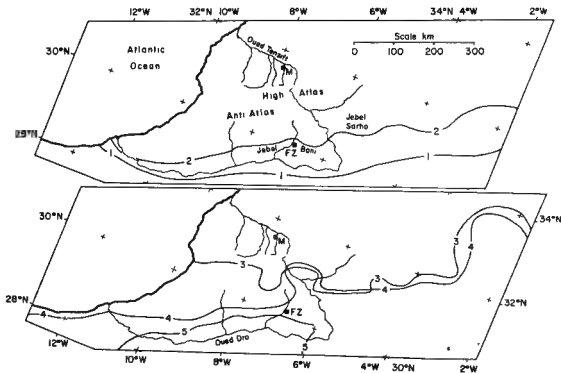 12°W 10°W 8°W 6°W 34°N 4°W 2°W
30°N
Atlantic
Ocean
Oued Tensift
Scale km
0 100 200 300
M
High Atlas
Anti Atlas
Jebel
Sarho
2
1
2
Jebel Bani
FZ
1
1
30°N
34°N
M
3
3
4
4
28°N
4
4
5
FZ
32°N
Oued Dra
5
12°W 10°W 8°W 6°W 4°W 30°N 2°W